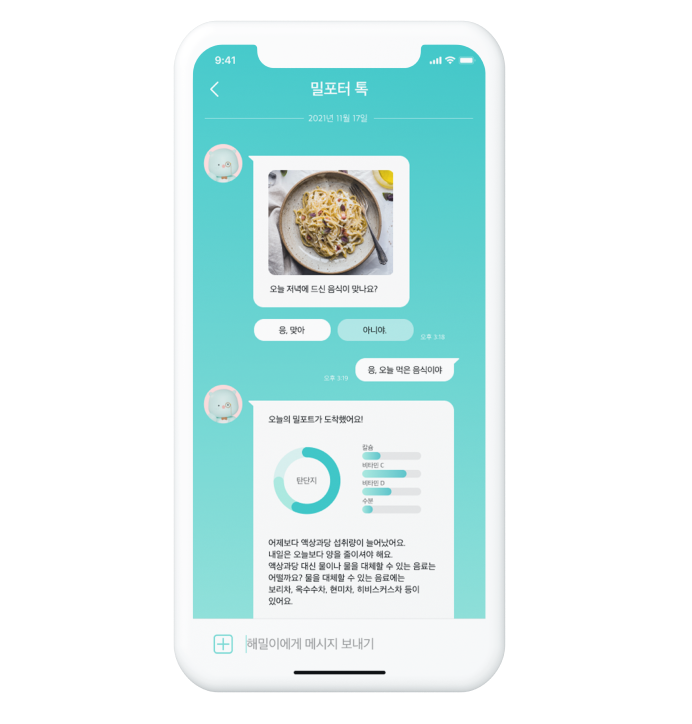 9:41
밀포터 톡
2021년 11월 17일
오늘 저녁에 드신 음식이 맞나요?
응, 맞아
아니야.
오후 3:18
응, 오늘 먹은 음식이야
오후 3:19
오늘의 밀포트가 도착했어요!
탄단지
칼슘
비타민 C
비타민 D
수분
어제보다 액상과당 섭취량이 늘어났어요.
내일은 오늘보다 양을 줄이셔야 해요.
액상과당 대신 물이나 물을 대체할 수 있는 음료는
어떨까요? 물을 대체할 수 있는 음료에는
보리차, 옥수수차, 현미차, 히비스커스차 등이
있어요.
해밀이에게 메시지 보내기